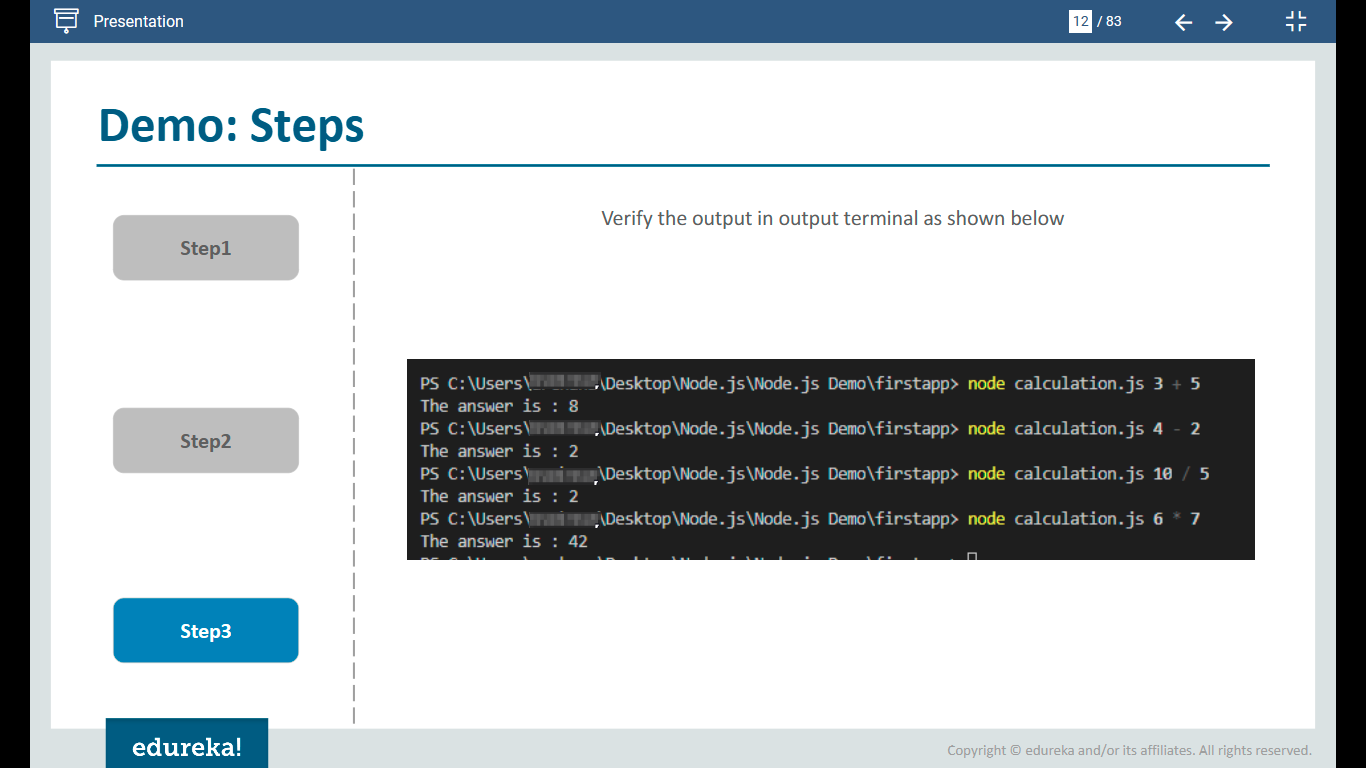 Presentation
12 / 83
Demo: Steps
Step1
Step2
Step3
Verify the output in output terminal as shown below
PS C:\Users\ \Desktop\Node.js\Node.js Demo\firstapp> node calculation.js 3 + 5
The answer is : 8
PS C:\Users\ \Desktop\Node.js\Node.js Demo\firstapp> node calculation.js 4 - 2
The answer is : 2
PS C:\Users\ \Desktop\Node.js\Node.js Demo\firstapp> node calculation.js 10 / 5
The answer is : 2
PS C:\Users\ \Desktop\Node.js\Node.js Demo\firstapp> node calculation.js 6 * 7
The answer is : 42
edureka!
Copyright © edureka and/or its affiliates. All rights reserved.